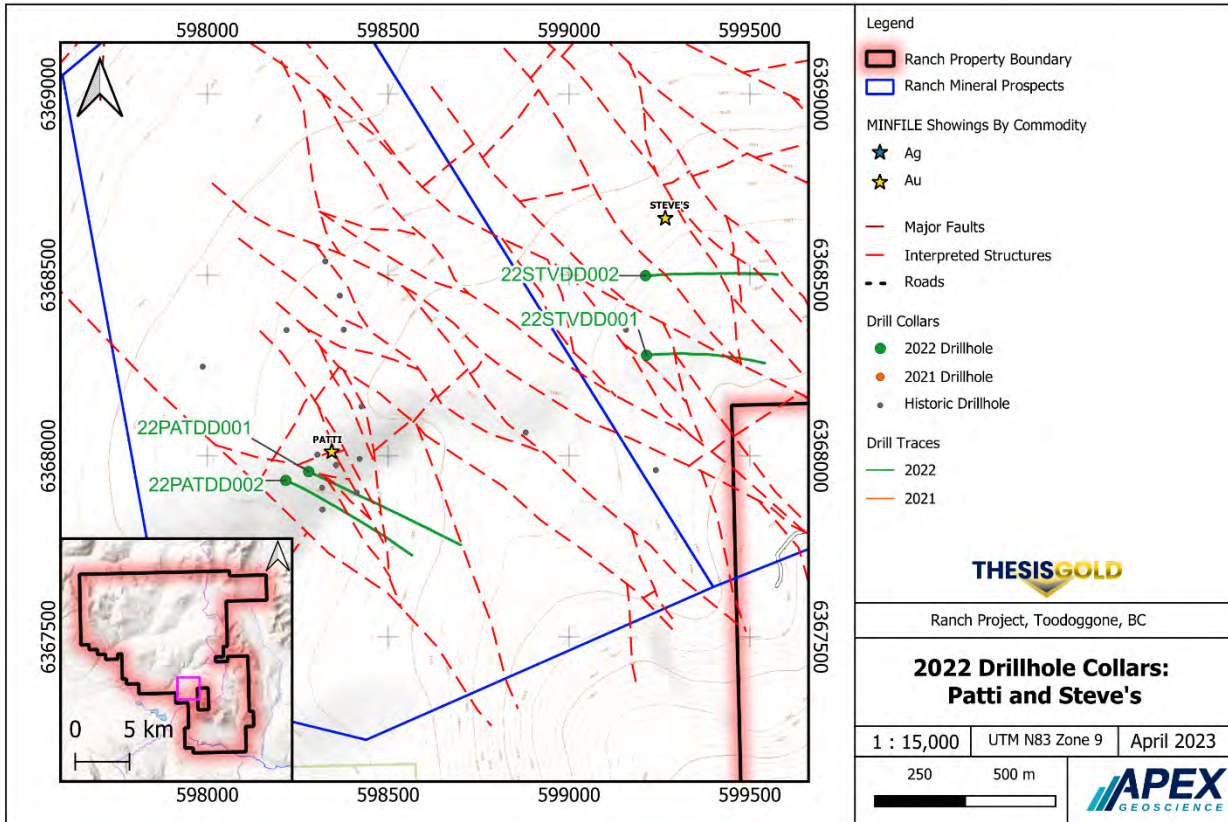 598000 598500 599000 599500
6369000
6368500
6368000
6367500
6369000
6368500
6368000
6367500
STEVE'S
22STVDD002
22STVDD001
22PATDD001
PATTI
22PATDD002
0 5 km
598000 598500 599000 599500
Legend
Ranch Property Boundary
Ranch Mineral Prospects
MINFILE Showings By Commodity
Ag
Au
Major Faults
Interpreted Structures
Roads
Drill Collars
2022 Drillhole
2021 Drillhole
Historic Drillhole
Drill Traces
2022
2021
THESISGOLD
Ranch Project, Toodoggone, BC
2022 Drillhole Collars:
Patti and Steve's
1 : 15,000 UTM N83 Zone 9 April 2023
250 500 m
APEX
GEOSCIENCE